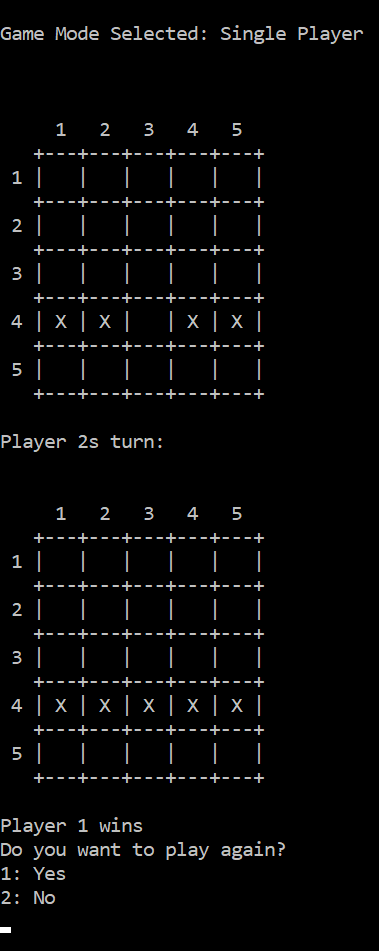 Game Mode Selected: Single Player
    1   2   3   4   5
  +---+---+---+---+---+
1 |   |   |   |   |   |
  +---+---+---+---+---+
2 |   |   |   |   |   |
  +---+---+---+---+---+
3 |   |   |   |   |   |
  +---+---+---+---+---+
4 | X | X |   | X | X |
  +---+---+---+---+---+
5 |   |   |   |   |   |
  +---+---+---+---+---+
Player 2s turn:
    1   2   3   4   5
  +---+---+---+---+---+
1 |   |   |   |   |   |
  +---+---+---+---+---+
2 |   |   |   |   |   |
  +---+---+---+---+---+
3 |   |   |   |   |   |
  +---+---+---+---+---+
4 | X | X | X | X | X |
  +---+---+---+---+---+
5 |   |   |   |   |   |
  +---+---+---+---+---+
Player 1 wins
Do you want to play again?
1: Yes
2: No